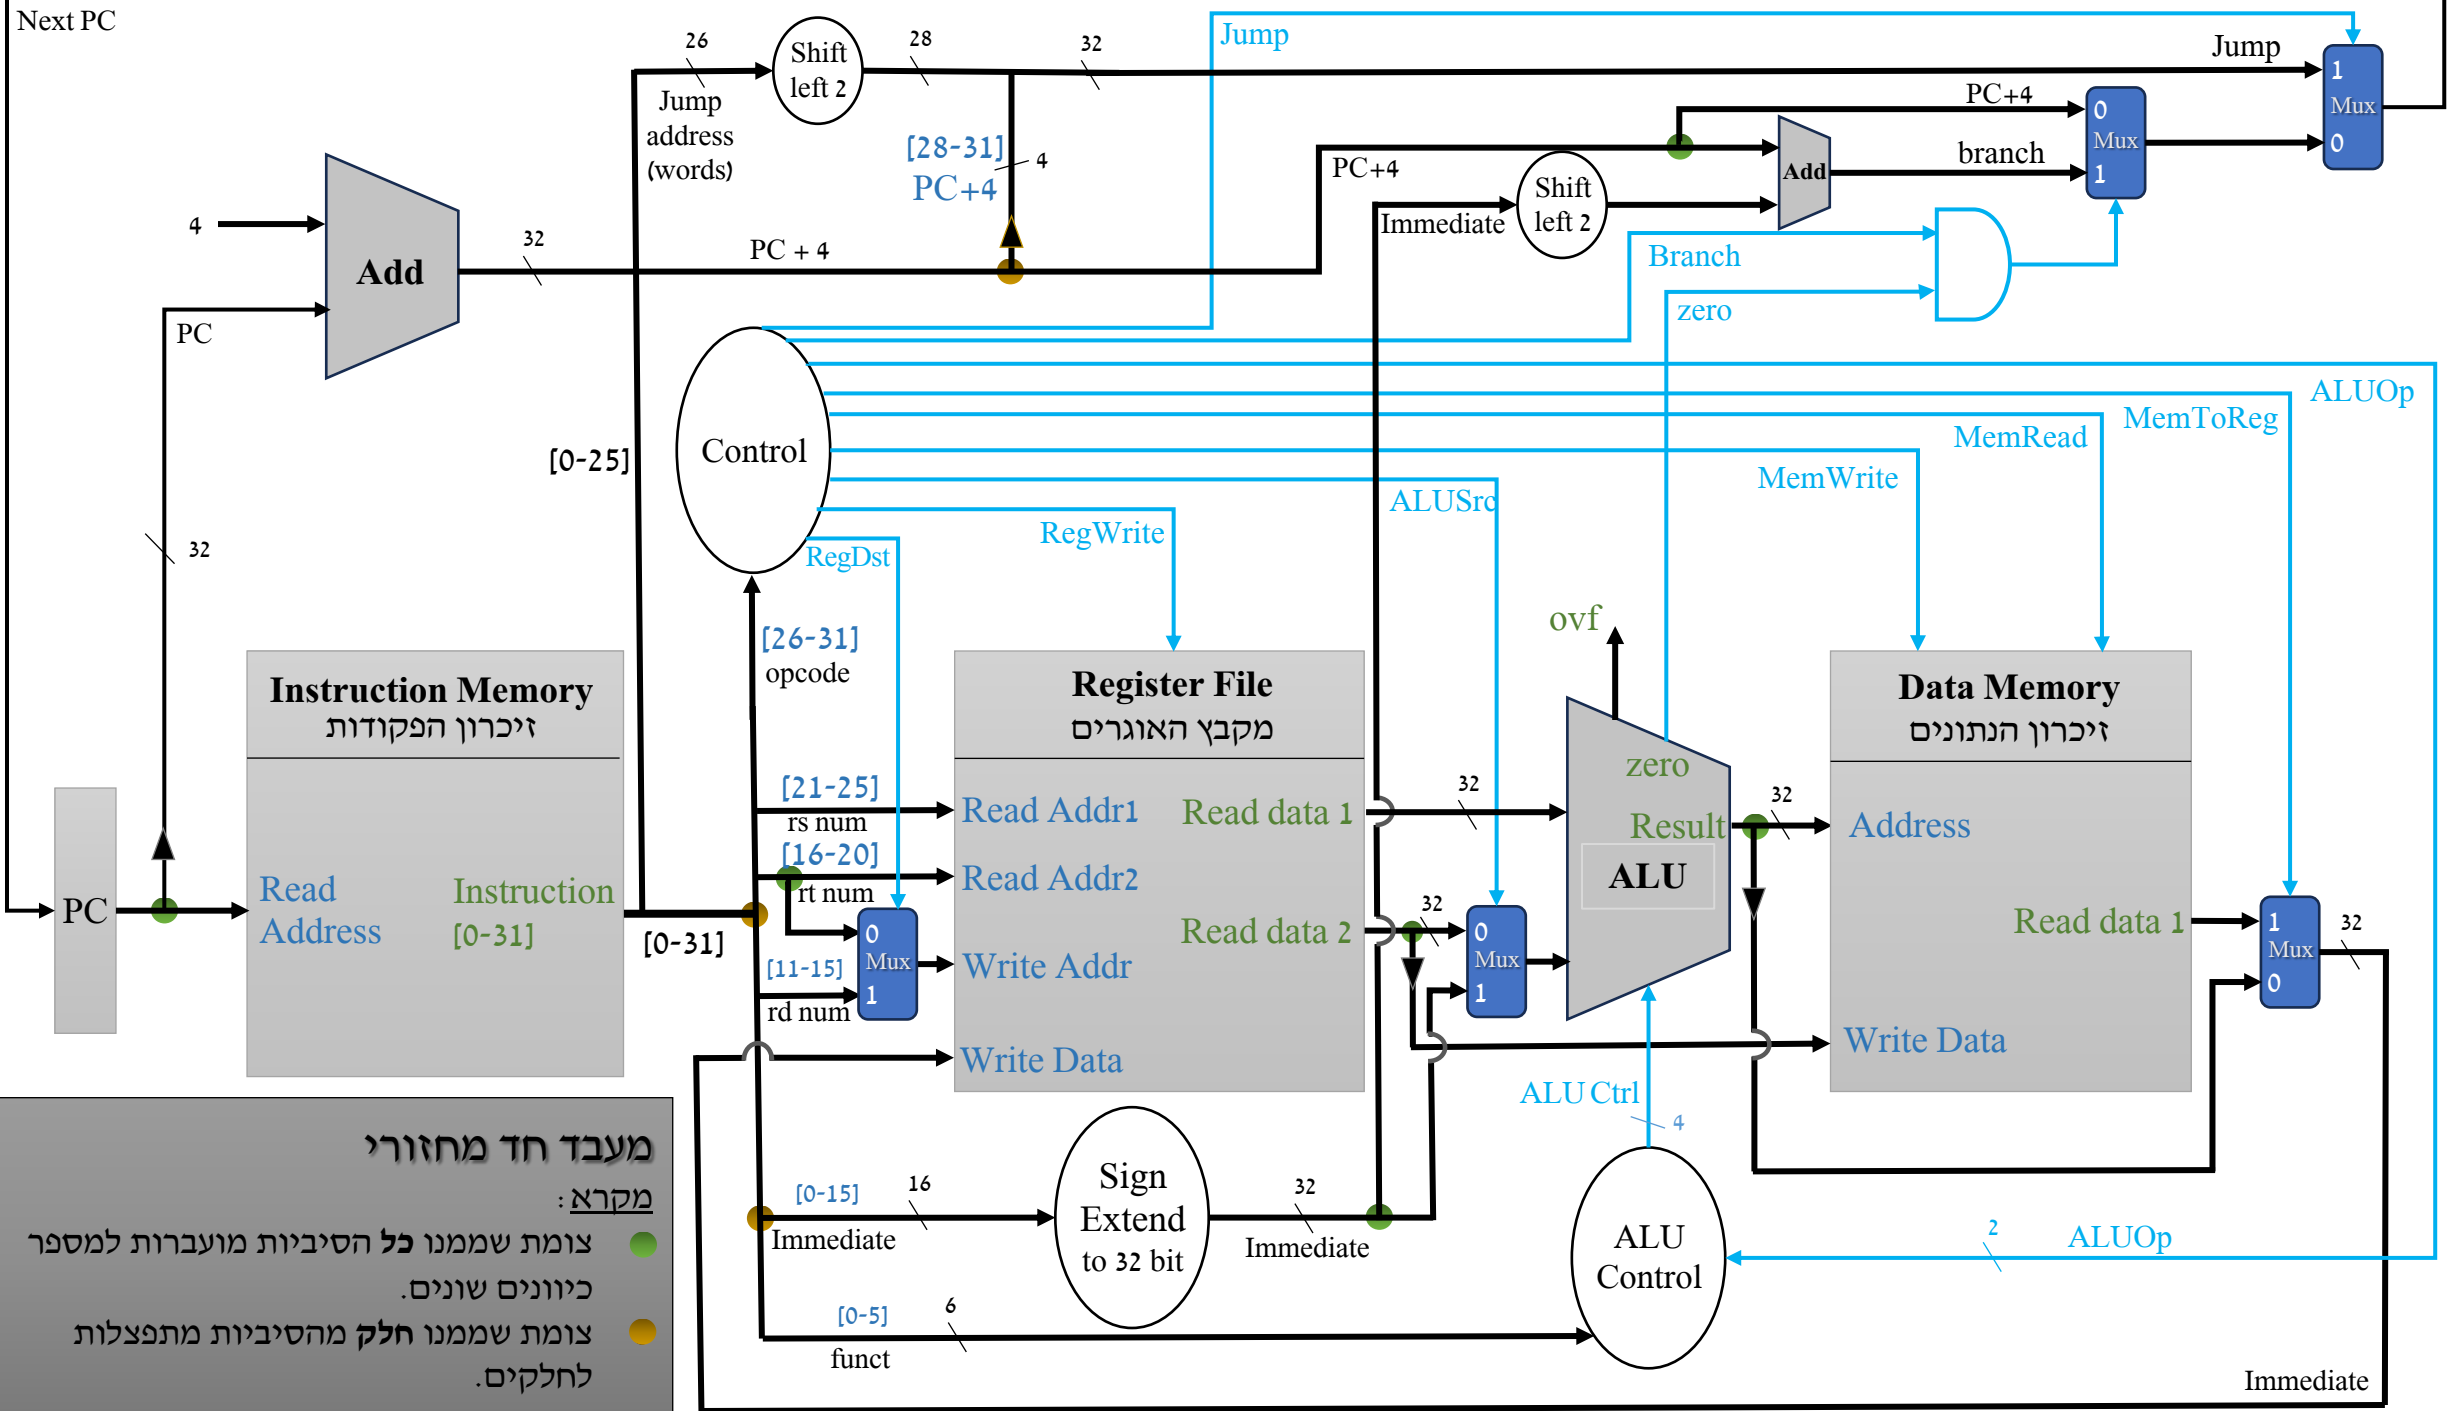 Next PC
26
Shift
left 2
28
32
Jump
Jump
1
Mux
0
Jump
address
(words)
[28-31]
PC+4
4
PC+4
0
Mux
1
PC+4
Add
branch
Immediate
Shift
left 2
4
Add
32
PC + 4
Branch
zero
PC
Control
ALUOp
MemToReg
MemRead
MemWrite
ALUSrc
RegWrite
RegDst
[0-25]
32
[26-31]
opcode
ovf
Instruction Memory
זיכרון הפקודות
Register File
מקבץ האוגרים
Data Memory
זיכרון הנתונים
PC
Read
Address
Instruction
[0-31]
[0-31]
[21-25]
rs num
[16-20]
rt num
[11-15]
rd num
0
Mux
1
Read Addr1
Read Addr2
Write Addr
Write Data
Read data 1
Read data 2
32
32
0
Mux
1
zero
Result
ALU
32
Address
Write Data
Read data 1
1
Mux
0
32
ALU Ctrl
4
מעבד חד מחזורי
מקרא:
צומת שממנו כל הסיביות מועברות למספר
כיוונים שונים.
צומת שממנו חלק מהסיביות מתפצלות
לחלקים.
[0-15]
16
Immediate
Sign
Extend
to 32 bit
32
Immediate
ALU
Control
2
ALUOp
[0-5]
6
funct
Immediate